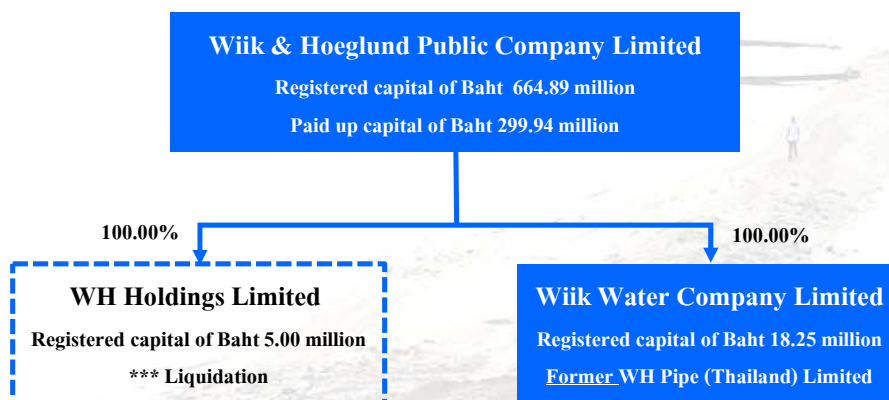 Wiik & Hoeglund Public Company Limited
Registered capital of Baht 664.89 million
Paid up capital of Baht 299.94 million
100.00%
100.00%
WH Holdings Limited
Registered capital of Baht 5.00 million
*** Liquidation
Wiik Water Company Limited
Registered capital of Baht 18.25 million
Former WH Pipe (Thailand) Limited